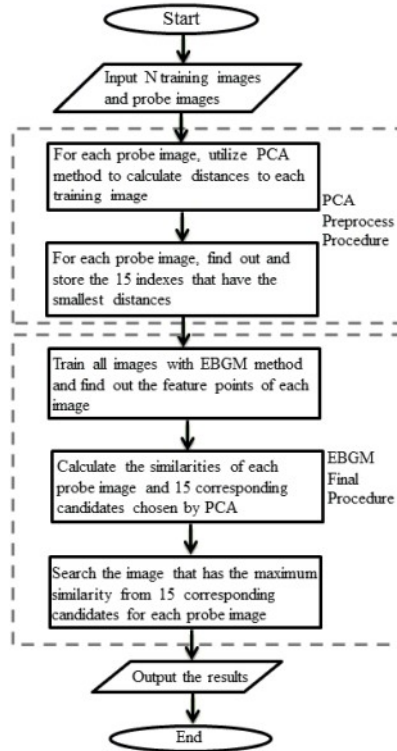 Start
Input N training images
and probe images
For each probe image, utilize PCA
method to calculate distances to each
training image
PCA
Preprocess
Procedure
For each probe image, find out and
store the 15 indexes that have the
smallest distances
Train all images with EBGM method
and find out the feature points of each
image
Calculate the similarities of each
probe image and 15 corresponding
candidates chosen by PCA
EBGM
Final
Procedure
Search the image that has the maximum
similarity from 15 corresponding
candidates for each probe image
Output the results
End